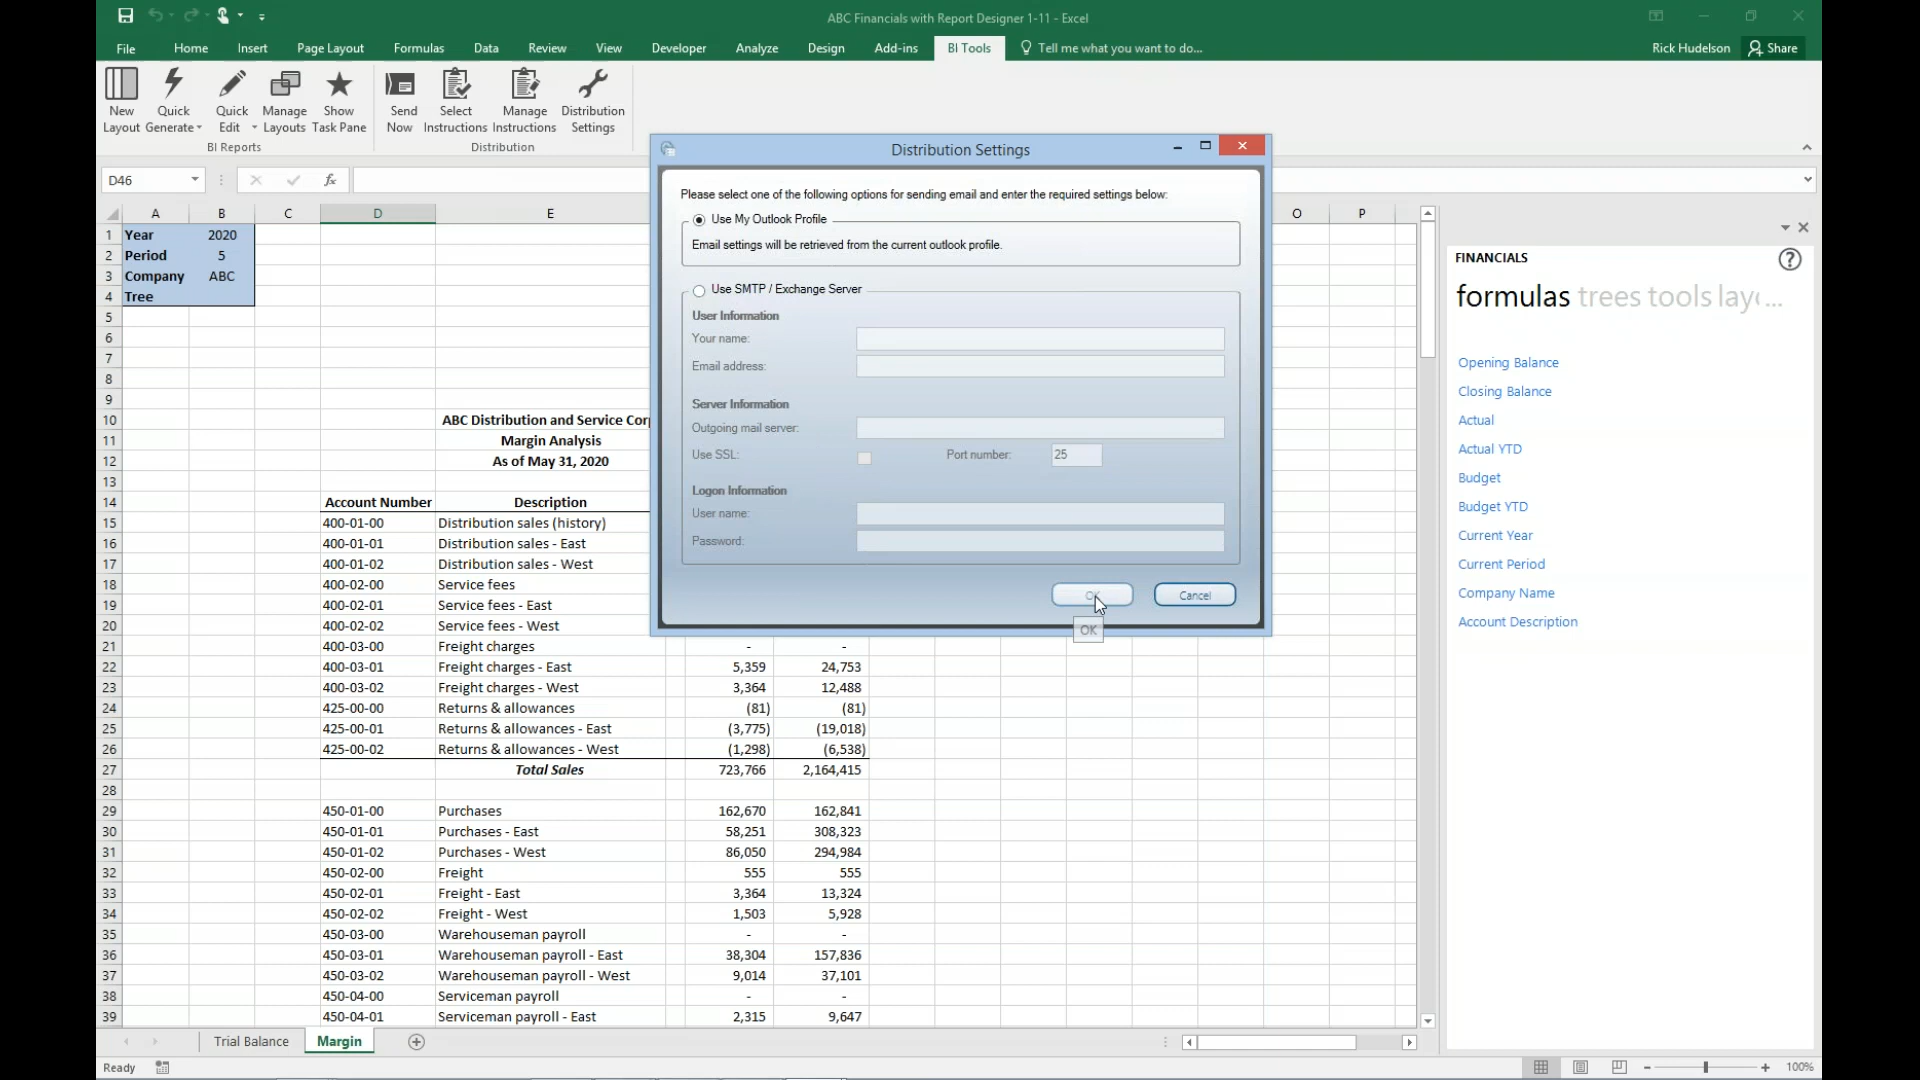 ABC Financials with Report Designer 1-11 - Excel
File Home Insert Page Layout Formulas Data Review View Developer Analyze Design Add-ins BI Tools Tell me what you want to do... Rick Hudelson Share
New Layout
Quick Generate
Quick Edit
Manage Layouts
Show Task Pane
BI Reports
Send Now
Select Instructions
Manage Instructions
Distribution Settings
Distribution
D46 fx
A B C D E O P
1 Year 2020
2 Period 5
3 Company ABC
4 Tree
5
6
7
8
9
10 ABC Distribution and Service Cor
11 Margin Analysis
12 As of May 31, 2020
13
14 Account Number Description
15 400-01-00 Distribution sales (history)
16 400-01-01 Distribution sales - East
17 400-01-02 Distribution sales - West
18 400-02-00 Service fees
19 400-02-01 Service fees - East
20 400-02-02 Service fees - West
21 400-03-00 Freight charges - -
22 400-03-01 Freight charges - East 5,359 24,753
23 400-03-02 Freight charges - West 3,364 12,488
24 425-00-00 Returns & allowances (81) (81)
25 425-00-01 Returns & allowances - East (3,775) (19,018)
26 425-00-02 Returns & allowances - West (1,298) (6,538)
27 Total Sales 723,766 2,164,415
28
29 450-01-00 Purchases 162,670 162,841
30 450-01-01 Purchases - East 58,251 308,323
31 450-01-02 Purchases - West 86,050 294,984
32 450-02-00 Freight 555 555
33 450-02-01 Freight - East 3,364 13,324
34 450-02-02 Freight - West 1,503 5,928
35 450-03-00 Warehouseman payroll - -
36 450-03-01 Warehouseman payroll - East 38,304 157,836
37 450-03-02 Warehouseman payroll - West 9,014 37,101
38 450-04-00 Serviceman payroll - -
39 450-04-01 Serviceman payroll - East 2,315 9,647
Trial Balance Margin
Ready 100%
Distribution Settings
Please select one of the following options for sending email and enter the required settings below:
Use My Outlook Profile
Email settings will be retrieved from the current outlook profile.
Use SMTP / Exchange Server
User Information
Your name:
Email address:
Server Information
Outgoing mail server:
Use SSL: Port number: 25
Logon Information
User name:
Password:
OK Cancel
OK
FINANCIALS ?
formulas trees tools lay...
Opening Balance
Closing Balance
Actual
Actual YTD
Budget
Budget YTD
Current Year
Current Period
Company Name
Account Description